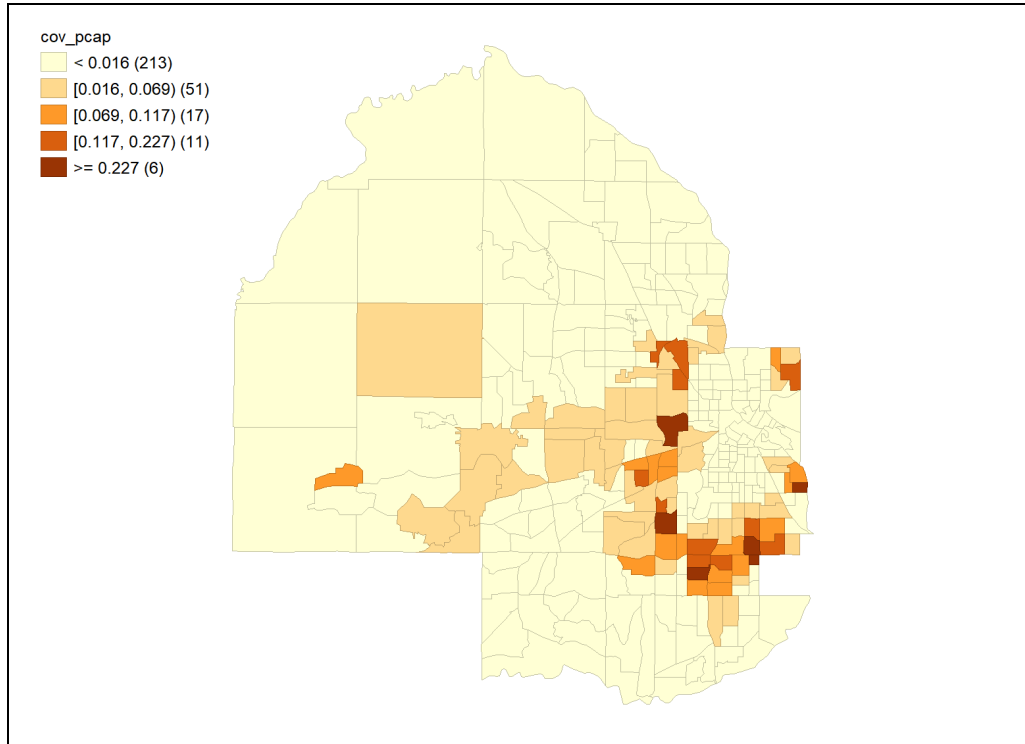 cov_pcap
< 0.016 (213)
[0.016, 0.069) (51)
[0.069, 0.117) (17)
[0.117, 0.227) (11)
>= 0.227 (6)